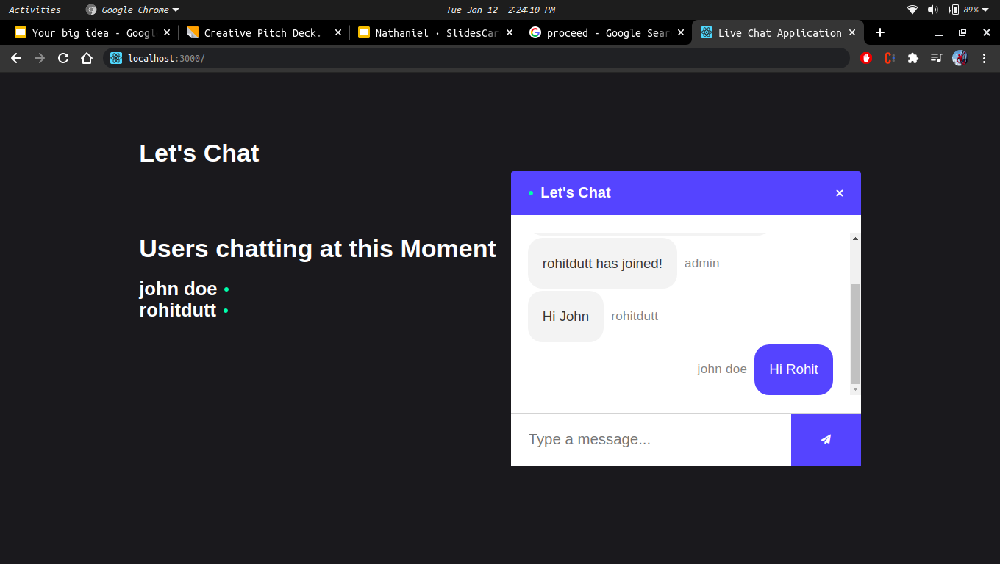 Activities Google Chrome Tue Jan 12 2:24:10 PM 89%
Your big idea - Googl Creative Pitch Deck. Nathaniel · SlidesCar proceed - Google Sear Live Chat Application
localhost:3000/
Let's Chat
Users chatting at this Moment
john doe
rohitdutt
Let's Chat
rohitdutt has joined! admin
Hi John rohitdutt
john doe Hi Rohit
Type a message...